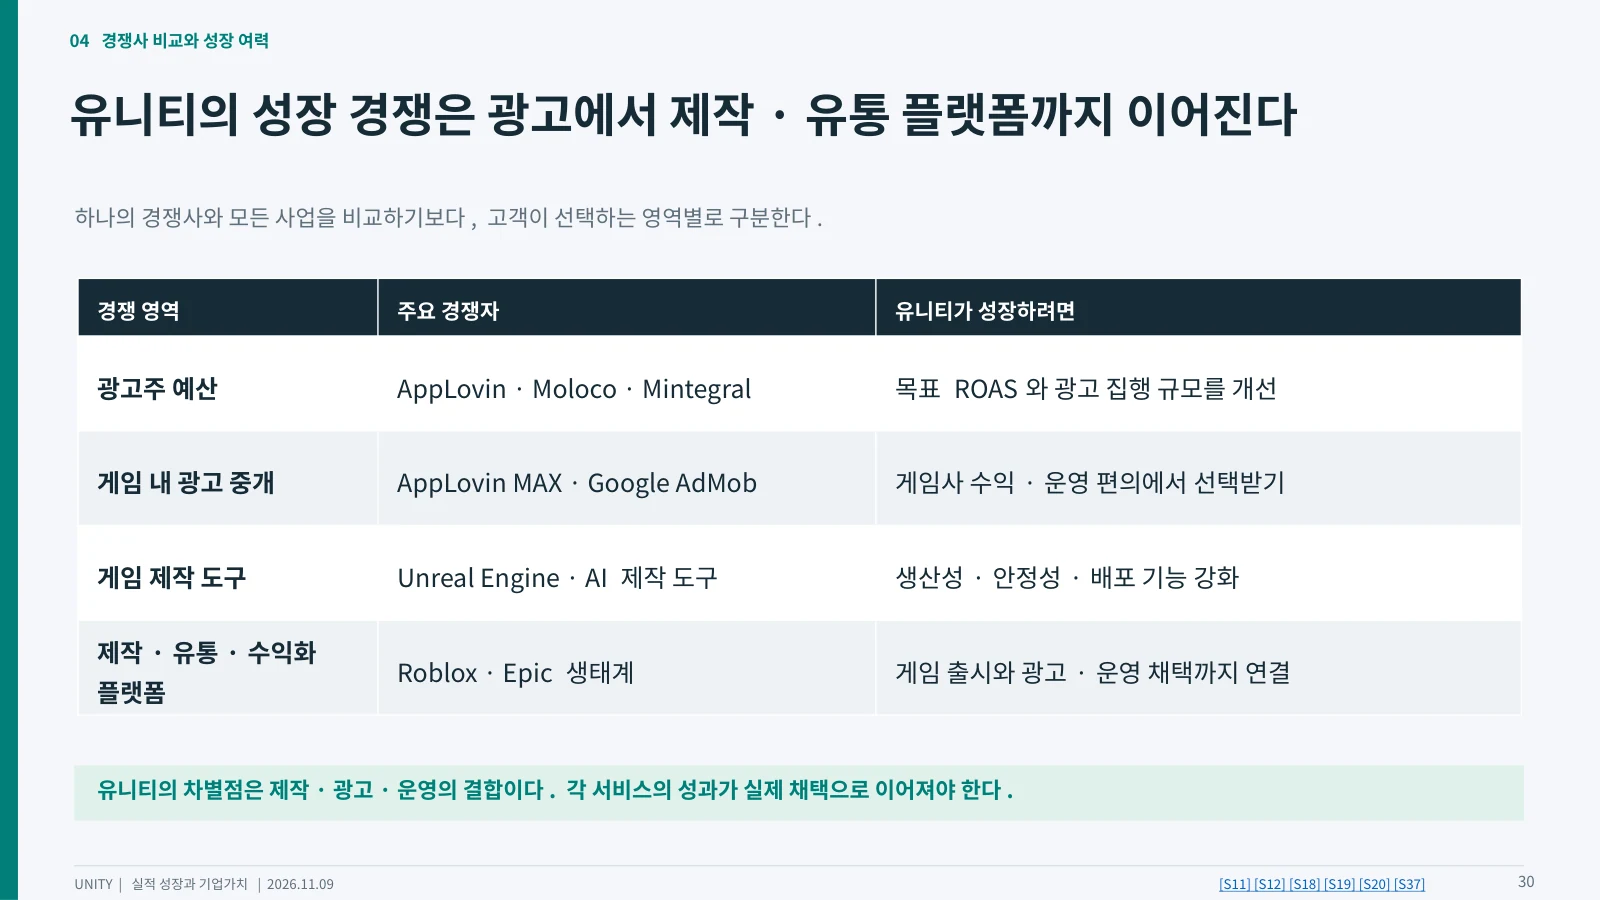 04 경쟁사 비교와 성장 여력
유니티의 성장 경쟁은 광고에서 제작 · 유통 플랫폼까지 이어진다
하나의 경쟁사와 모든 사업을 비교하기보다 , 고객이 선택하는 영역별로 구분한다 .
경쟁 영역 주요 경쟁자 유니티가 성장하려면
광고주 예산 AppLovin · Moloco · Mintegral 목표 ROAS 와 광고 집행 규모를 개선
게임 내 광고 중개 AppLovin MAX · Google AdMob 게임사 수익 · 운영 편의에서 선택받기
게임 제작 도구 Unreal Engine · AI 제작 도구 생산성 · 안정성 · 배포 기능 강화
제작 · 유통 · 수익화
플랫폼
Roblox · Epic 생태계 게임 출시와 광고 · 운영 채택까지 연결
유니티의 차별점은 제작 · 광고 · 운영의 결합이다 . 각 서비스의 성과가 실제 채택으로 이어져야 한다 .
UNITY | 실적 성장과 기업가치 | 2026.11.09 [S11] [S12] [S18] [S19] [S20] [S37] 30